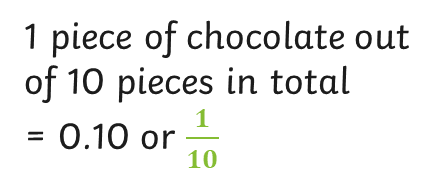 1 piece of chocolate out
of 10 pieces in total
= 0.10 or 1/10